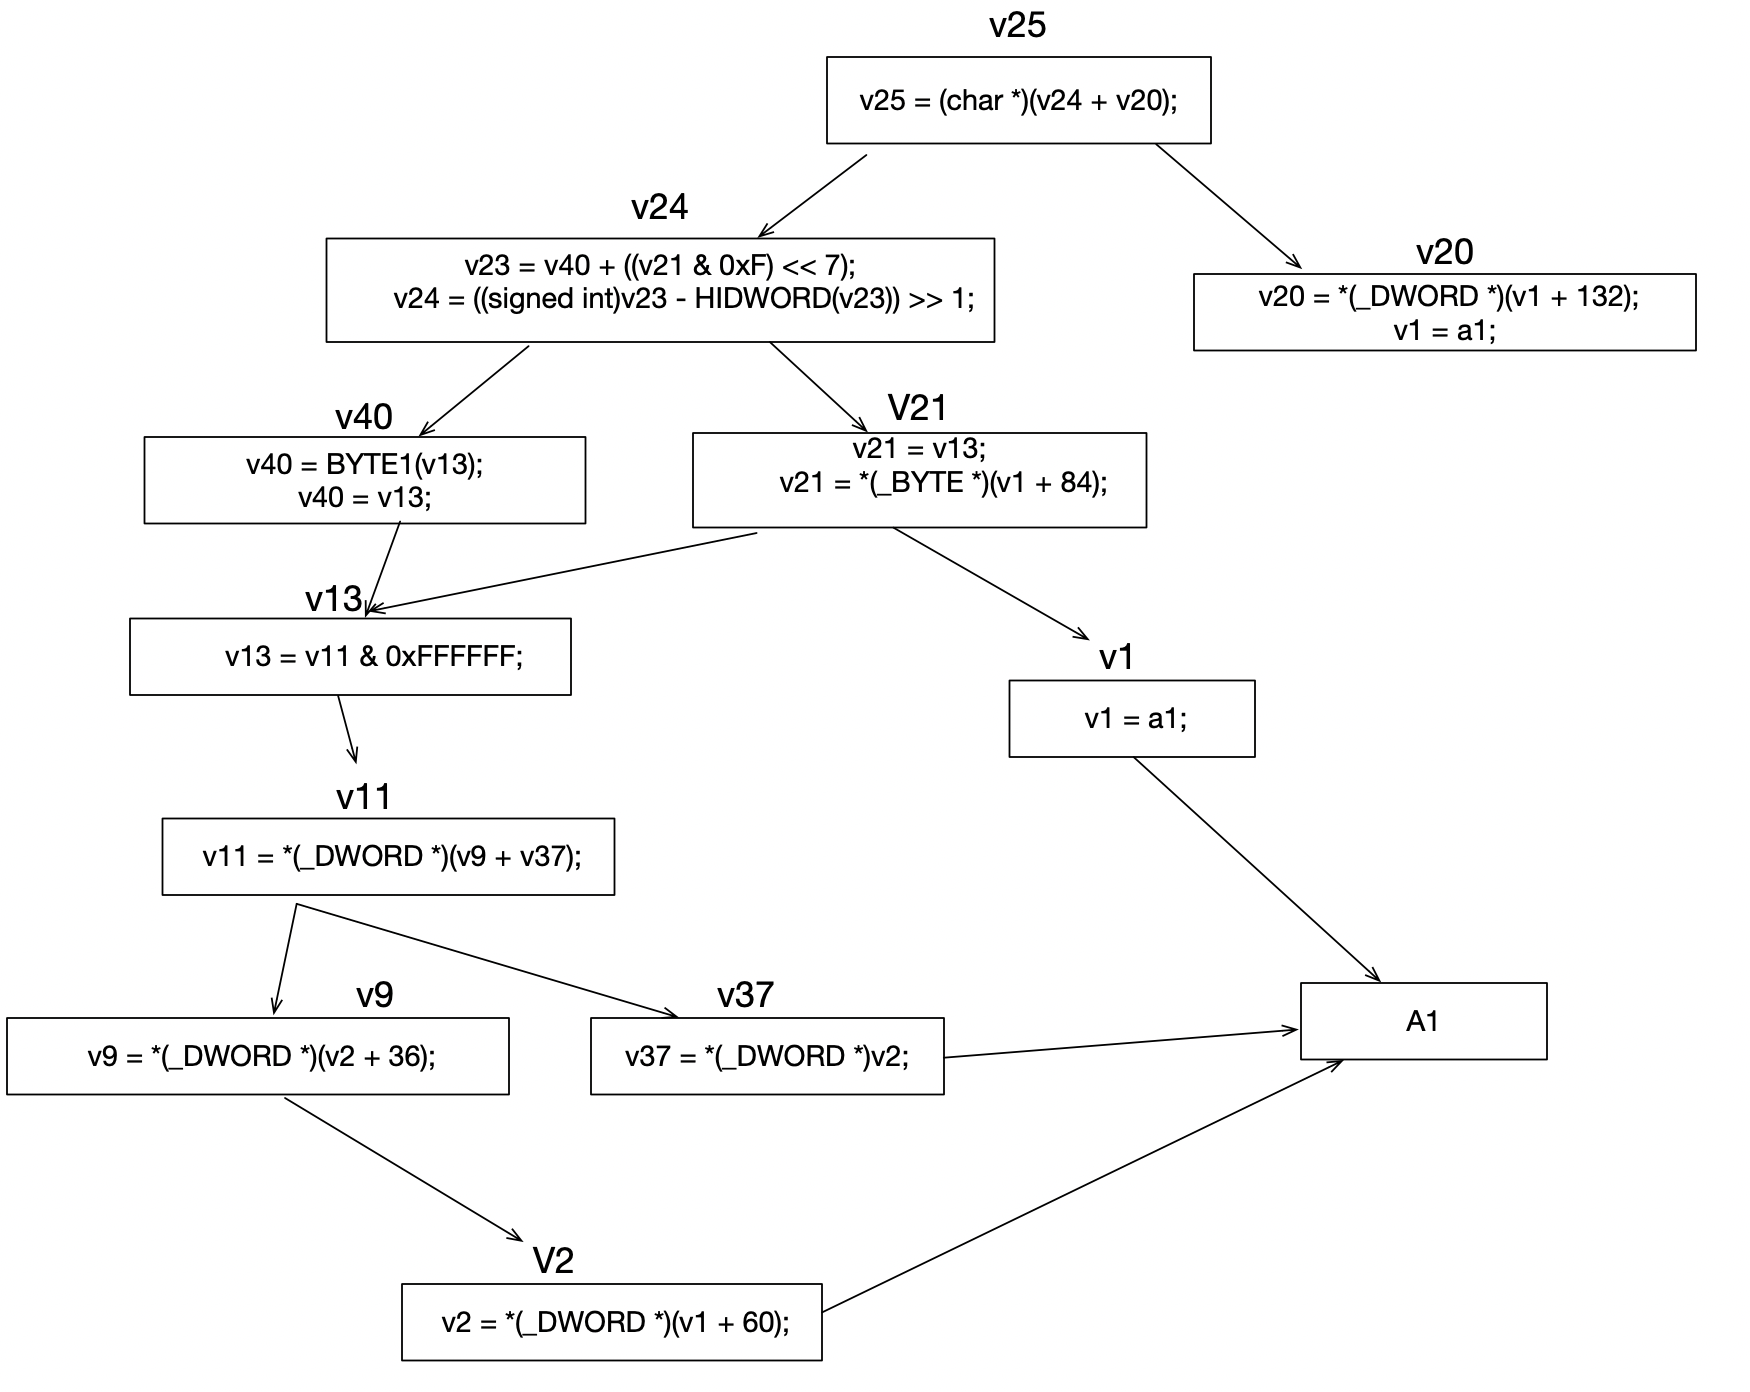 v25
v25 = (char *)(v24 + v20);
v24
v23 = v40 + ((v21 & 0xF) << 7);
v24 = ((signed int)v23 - HIDWORD(v23)) >> 1;
v20
v20 = *(_DWORD *)(v1 + 132);
v1 = a1;
v40
v40 = BYTE1(v13);
v40 = v13;
V21
v21 = v13;
v21 = *(_BYTE *)(v1 + 84);
v13
v13 = v11 & 0xFFFFFF;
v1
v1 = a1;
v11
v11 = *(_DWORD *)(v9 + v37);
v9
v9 = *(_DWORD *)(v2 + 36);
v37
v37 = *(_DWORD *)v2;
A1
V2
v2 = *(_DWORD *)(v1 + 60);